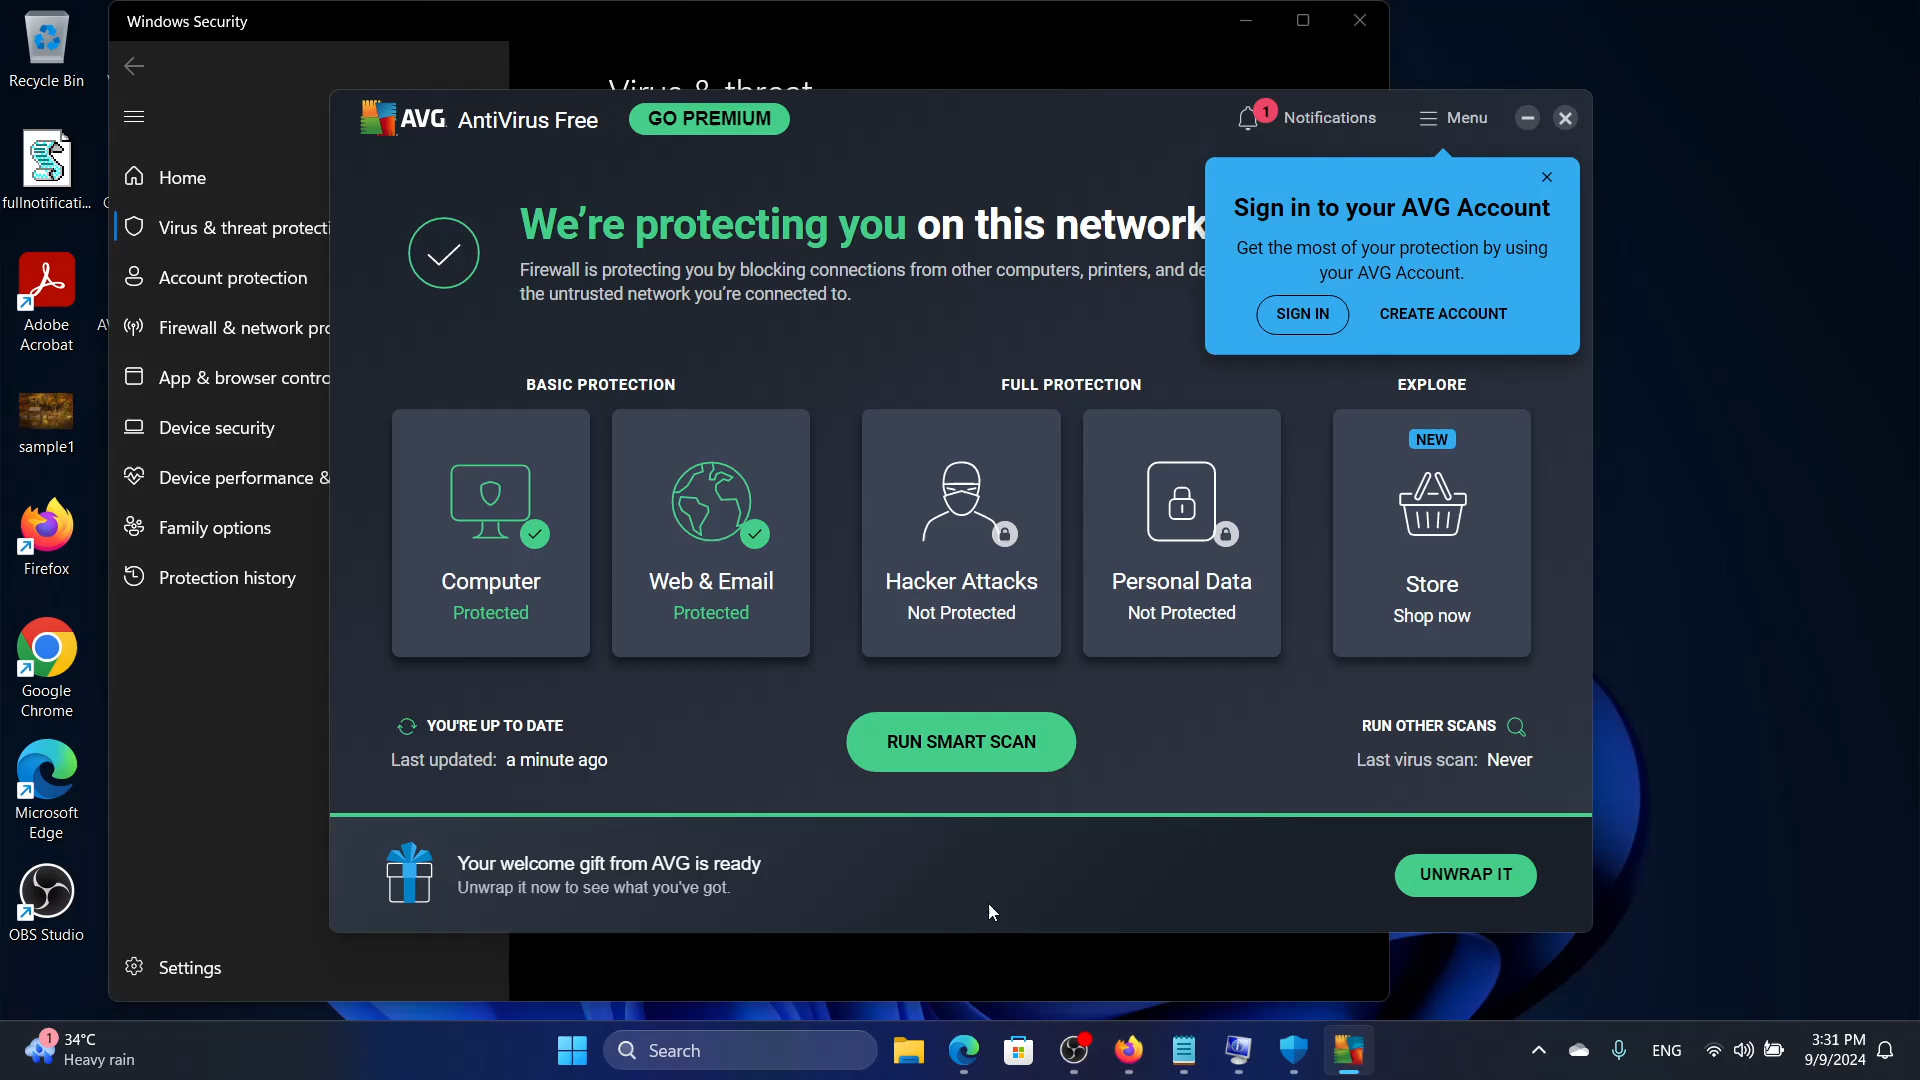 Recycle Bin
fullnotificati...
Adobe
Acrobat
sample1
Firefox
Google
Chrome
Microsoft
Edge
OBS Studio
Windows Security
Home
Virus & threat protecti
Account protection
Firewall & network pro
App & browser contro
Device security
Device performance &
Family options
Protection history
Settings
Virus & threat
AVG AntiVirus Free
GO PREMIUM
1
Notifications
Menu
We're protecting you on this network
Firewall is protecting you by blocking connections from other computers, printers, and de
the untrusted network you're connected to.
Sign in to your AVG Account
Get the most of your protection by using
your AVG Account.
SIGN IN
CREATE ACCOUNT
BASIC PROTECTION
FULL PROTECTION
EXPLORE
Computer
Protected
Web & Email
Protected
Hacker Attacks
Not Protected
Personal Data
Not Protected
NEW
Store
Shop now
YOU'RE UP TO DATE
Last updated: a minute ago
RUN SMART SCAN
RUN OTHER SCANS
Last virus scan: Never
Your welcome gift from AVG is ready
Unwrap it now to see what you've got.
UNWRAP IT
1
34°C
Heavy rain
Search
ENG
3:31 PM
9/9/2024